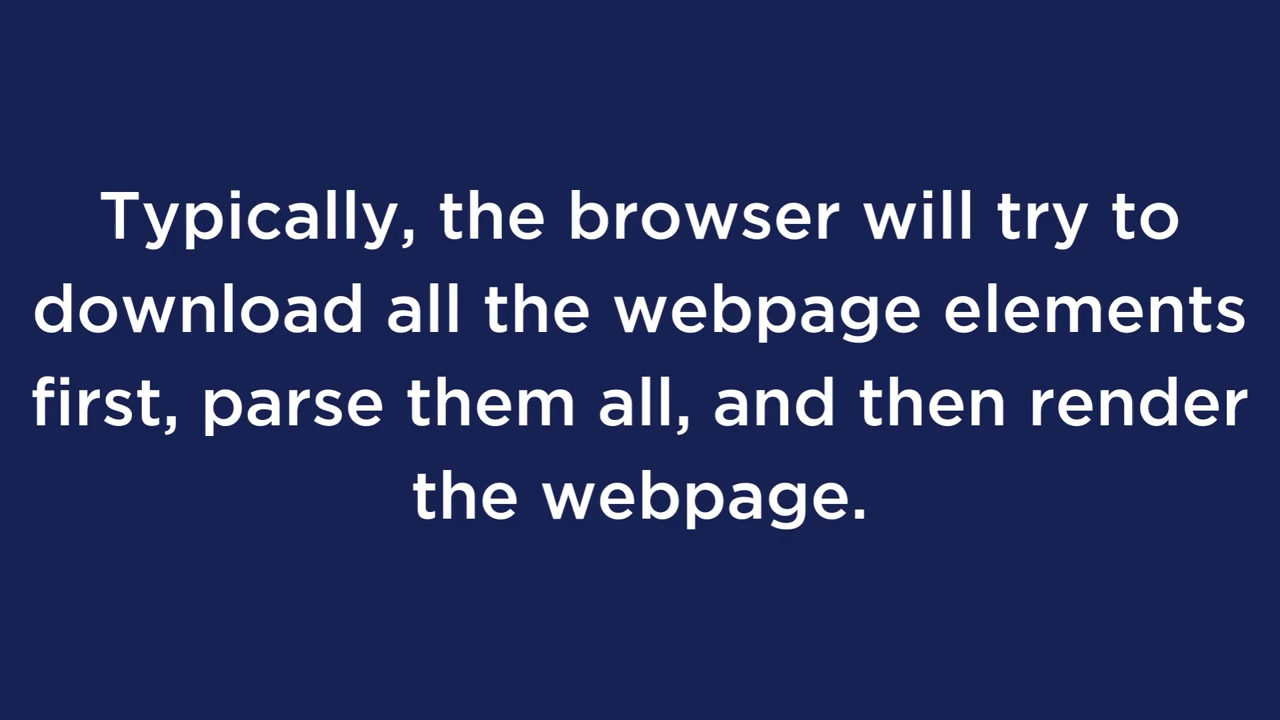 Typically, the browser will try to
download all the webpage elements
first, parse them all, and then render
the webpage.